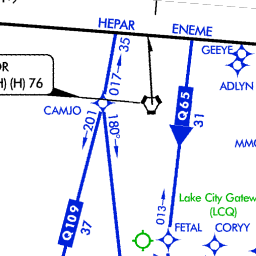 HEPAR
ENEME
GEEYE
35
OR
H) (H) 76
017
ADLYN
CAMJO
Q65
201
180°
31
MM
Lake City Gatew
(LCQ)
013
Q109
37
FETAL
CORYY